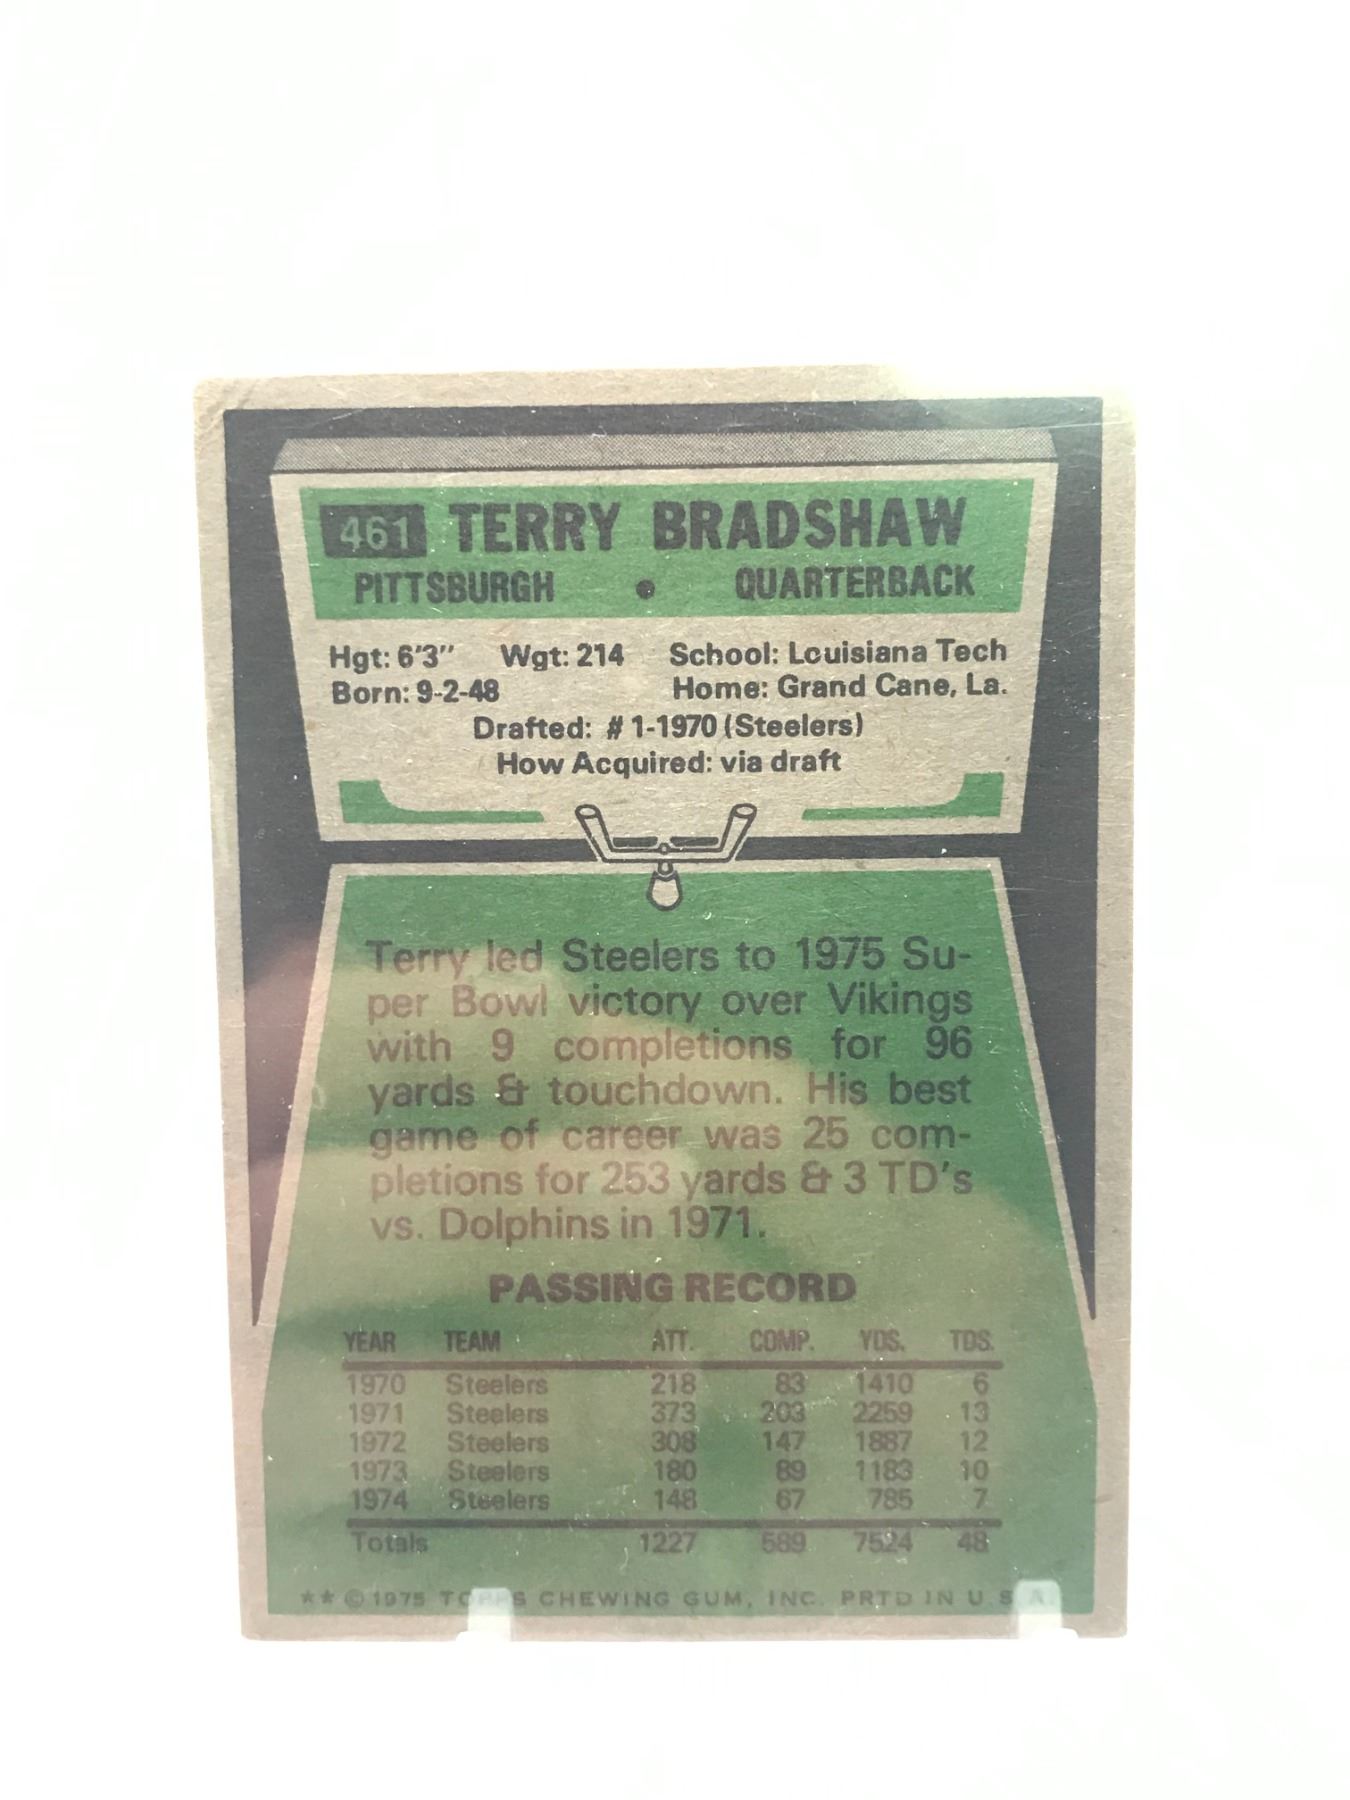 461 TERRY BRADSHAW
PITTSBURGH • QUARTERBACK
Hgt: 6'3" Wgt: 214 School: Louisiana Tech
Born: 9-2-48 Home: Grand Cane, La.
Drafted: #1-1970 (Steelers)
How Acquired: via draft
Terry led Steelers to 1975 Su-
per Bowl victory over Vikings
with 9 completions for 96
yards & touchdown. His best
game of career was 25 com-
pletions for 253 yards & 3 TD's
vs. Dolphins in 1971.
PASSING RECORD
YEAR TEAM ATT. COMP. YDS. TDS.
1970 Steelers 218 83 1410 6
1971 Steelers 373 203 2259 13
1972 Steelers 308 147 1887 12
1973 Steelers 180 89 1183 10
1974 Steelers 148 67 785 7
Totals 1227 589 7524 48
★★ © 1975 TOPPS CHEWING GUM, INC. PRTD IN U.S.A.